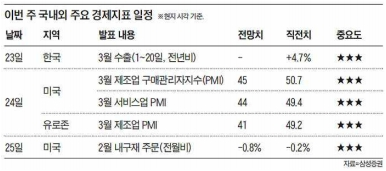 이번 주 국내외 주요 경제지표 일정 ※현지 시각 기준.
날짜 지역 발표 내용 전망치 직전치 중요도
23일 한국 3월 수출(1~20일, 전년비) - +4.7% ★★★
24일 미국 3월 제조업 구매관리자지수(PMI) 45 50.7 ★★★
3월 서비스업 PMI 44 49.4 ★★★
유로존 3월 제조업 PMI 41 49.2 ★★★
25일 미국 2월 내구재 주문(전월비) -0.8% -0.2% ★★★
자료=삼성증권